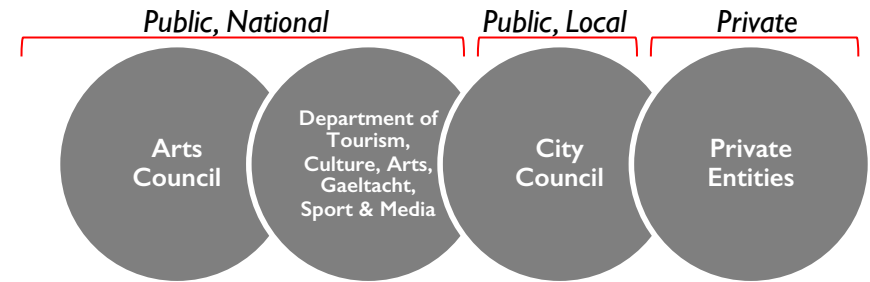 Public, National
Public, Local
Private
Arts
Council
Department of
Tourism,
Culture, Arts,
Gaeltacht,
Sport & Media
City
Council
Private
Entities